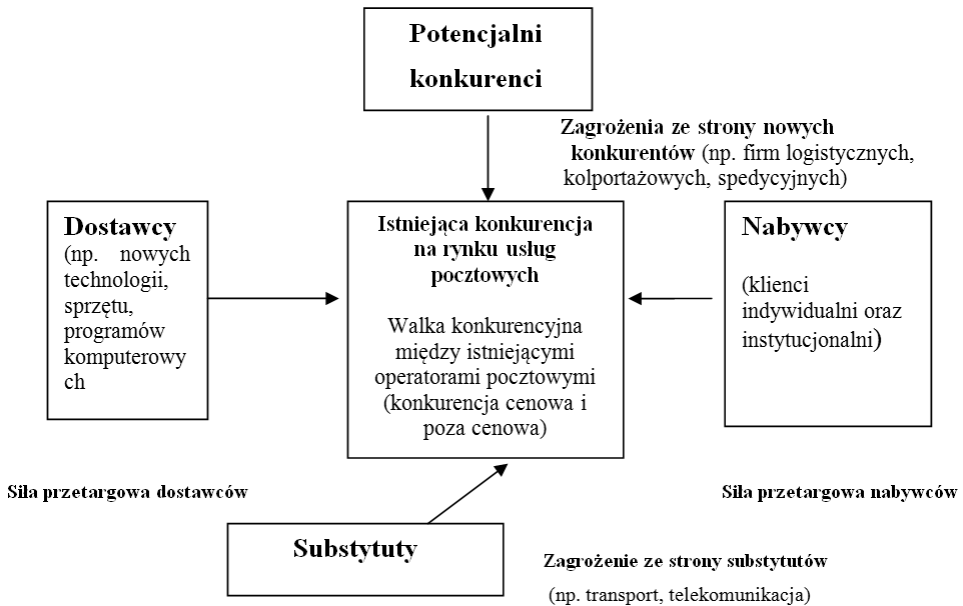 Potencjalni
konkurenci
Zagrożenia ze strony nowych
konkurentów (np. firm logistycznych,
kolportażowych, spedycyjnych)
Dostawcy
(np. nowych
technologii,
sprzętu,
programów
komputerowy
ch
Istniejąca konkurencja
na rynku usług
pocztowych
Walka konkurencyjna
między istniejącymi
operatorami pocztowymi
(konkurencja cenowa i
poza cenowa)
Nabywcy
(klienci
indywidualni oraz
instytucjonalni)
Siła przetargowa dostawców
Siła przetargowa nabywców
Substytuty
Zagrożenie ze strony substytutów
(np. transport, telekomunikacja)